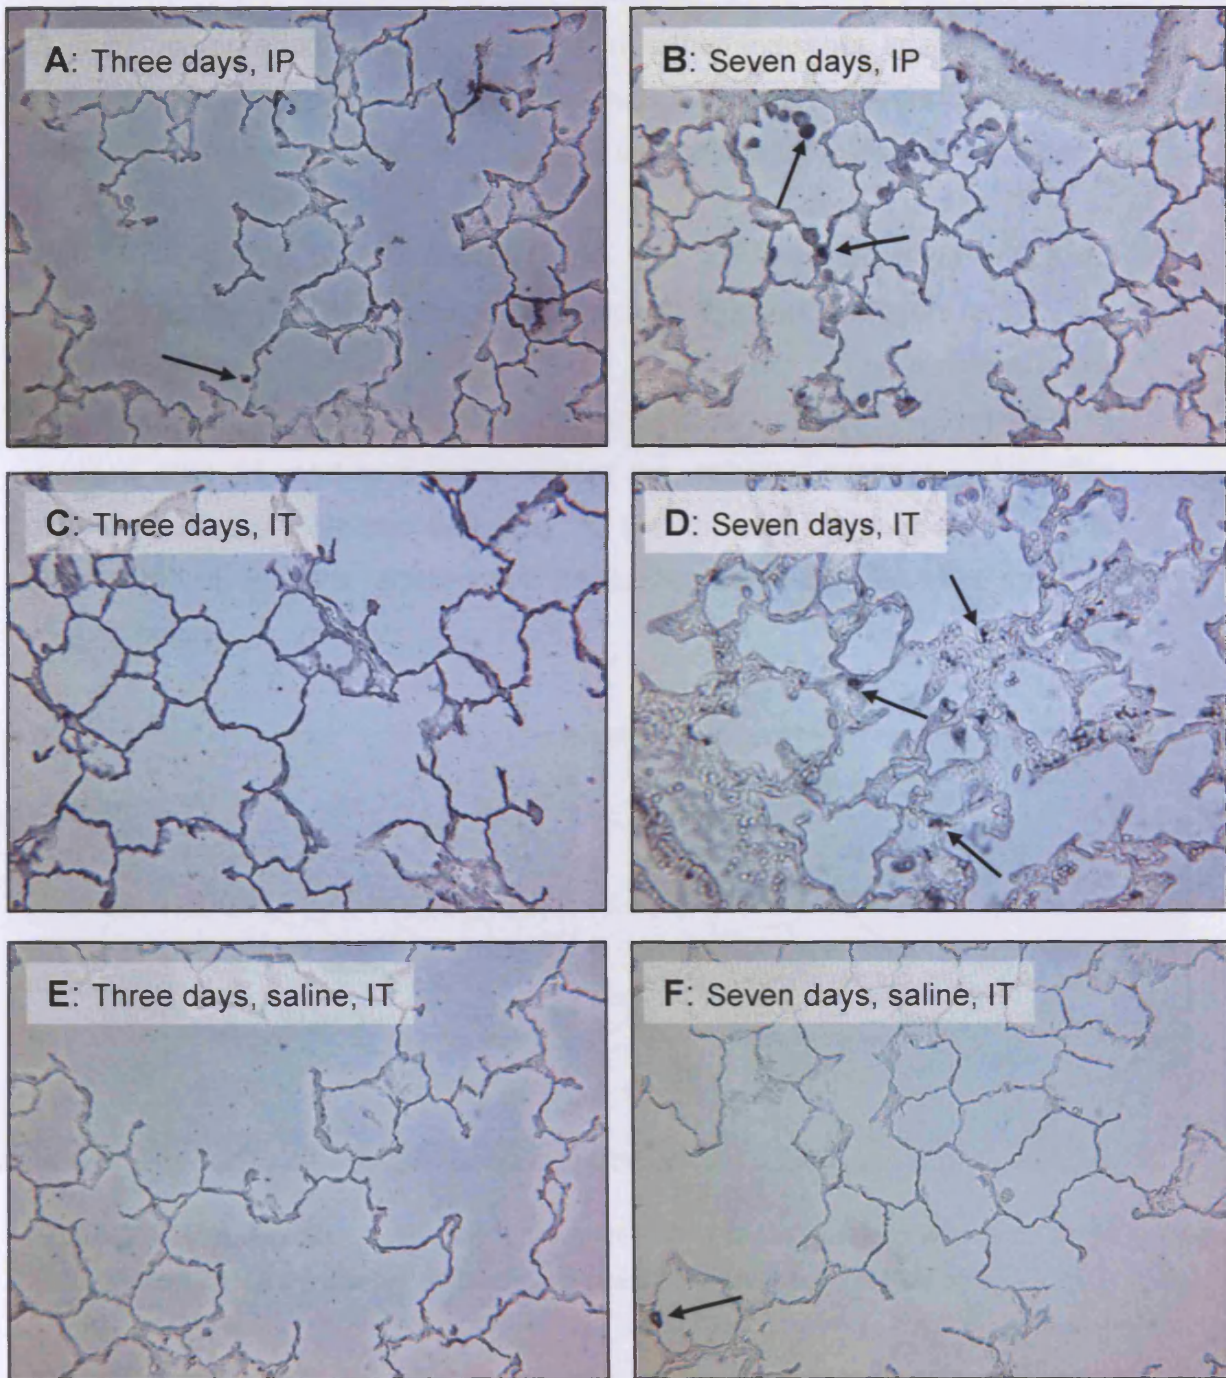 A: Three days, IP
B: Seven days, IP
C: Three days, IT
D: Seven days, IT
E: Three days, saline, IT
F: Seven days, saline, IT